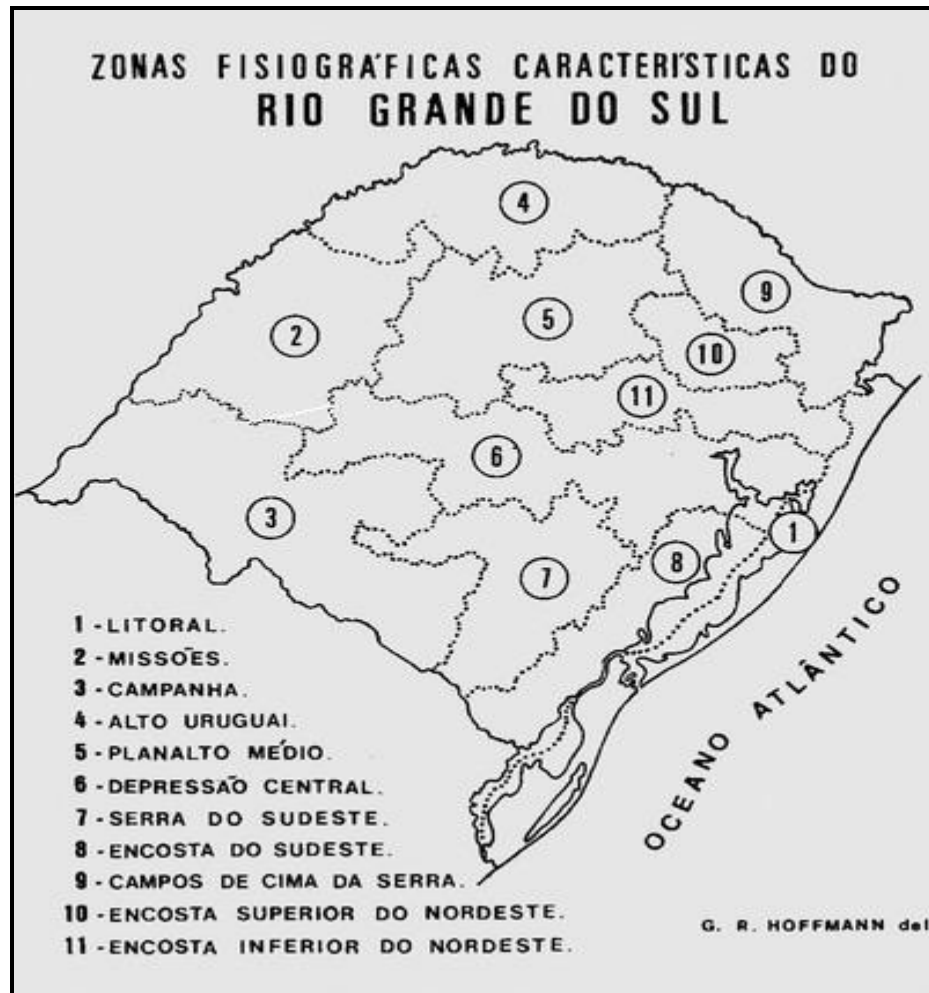 ZONAS FISIOGRÁFICAS CARACTERÍSTICAS DO
RIO GRANDE DO SUL
4
9
2
5
10
11
6
3
1
8
7
1 - LITORAL.
2 - MISSÕES.
3 - CAMPANHA.
4 - ALTO URUGUAI.
5 - PLANALTO MÉDIO.
6 - DEPRESSÃO CENTRAL.
7 - SERRA DO SUDESTE.
8 - ENCOSTA DO SUDESTE.
9 - CAMPOS DE CIMA DA SERRA.
10 - ENCOSTA SUPERIOR DO NORDESTE.
11 - ENCOSTA INFERIOR DO NORDESTE.
OCEANO ATLÂNTICO
G. R. HOFFMANN del